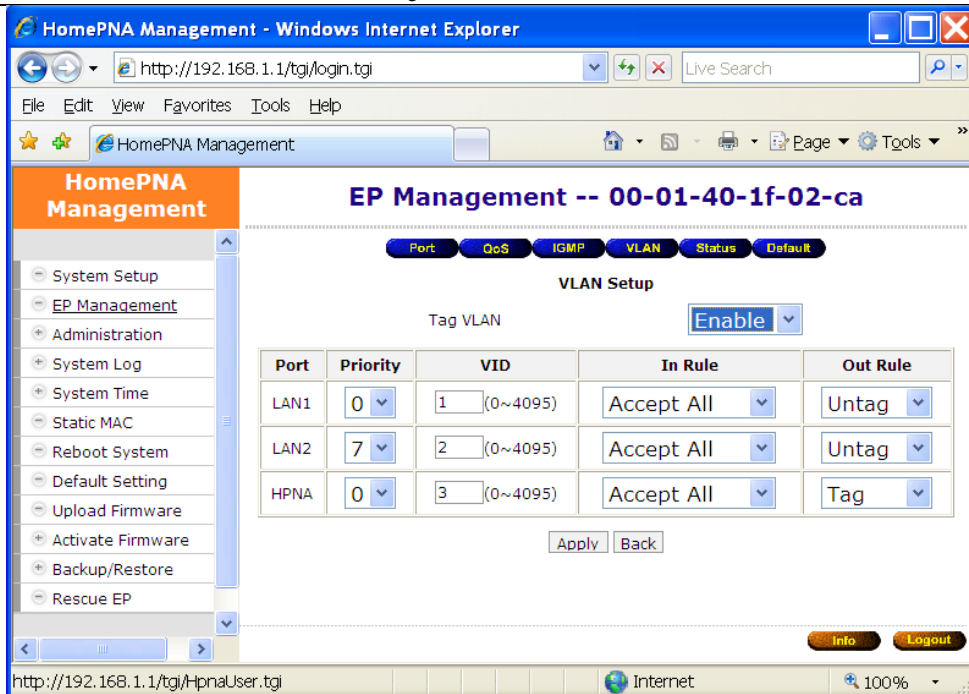 HomePNA Management - Windows Internet Explorer
http://192.168.1.1/tgi/login.tgi
Live Search
File Edit View Favorites Tools Help
HomePNA Management
Page Tools »
HomePNA
Management
System Setup
EP Management
Administration
System Log
System Time
Static MAC
Reboot System
Default Setting
Upload Firmware
Activate Firmware
Backup/Restore
Rescue EP
EP Management -- 00-01-40-1f-02-ca
Port QoS IGMP VLAN Status Default
VLAN Setup
Tag VLAN Enable
Port Priority VID In Rule Out Rule
LAN1 0 1 (0~4095) Accept All Untag
LAN2 7 2 (0~4095) Accept All Untag
HPNA 0 3 (0~4095) Accept All Tag
Apply Back
Info Logout
http://192.168.1.1/tgi/HpnaUser.tgi Internet 100%